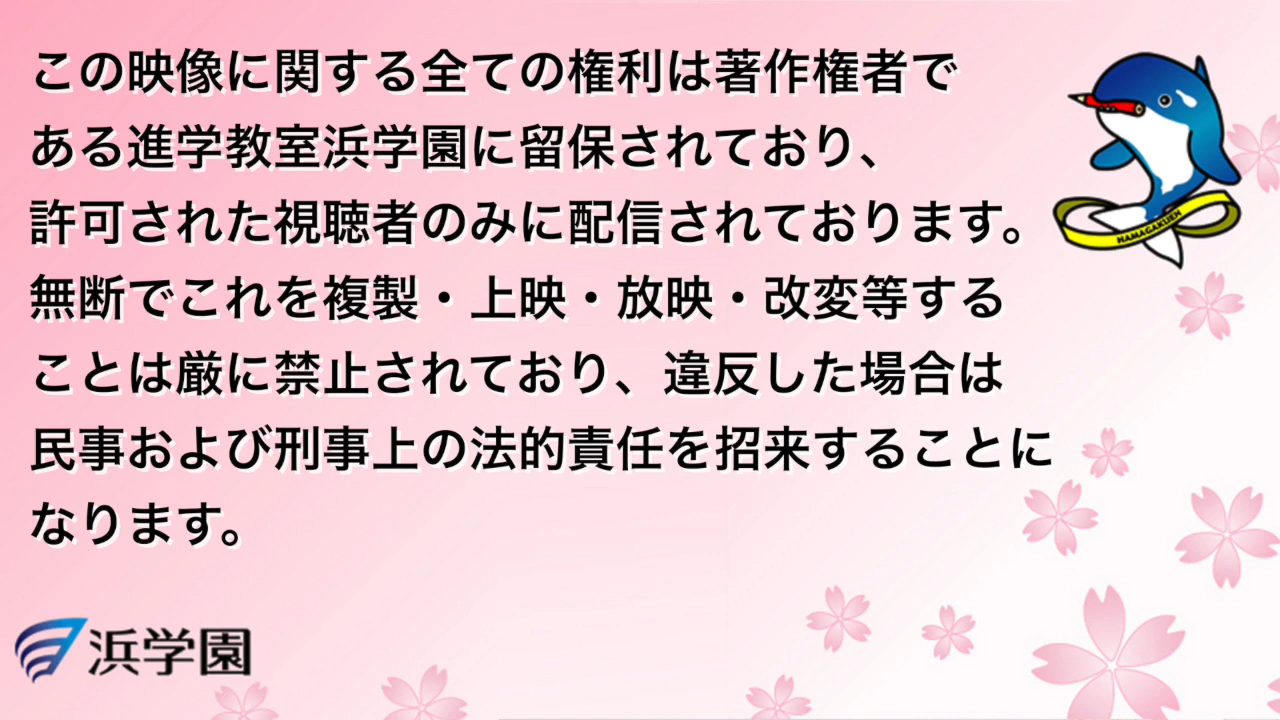 この映像に関する全ての権利は著作権者で
ある進学教室浜学園に留保されており、
許可された視聴者のみに配信されております。
無断でこれを複製・上映・放映・改変等する
ことは厳に禁止されており、違反した場合は
民事および刑事上の法的責任を招来することに
なります。
HAMAGAKUEN
浜学園